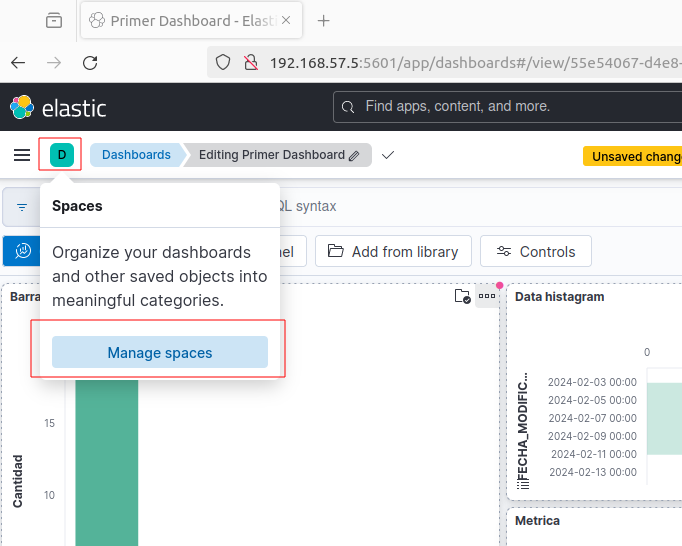 Primer Dashboard - Elasti
192.168.57.5:5601/app/dashboards#/view/55e54067-d4e8-
elastic
Find apps, content, and more.
D
Dashboards
Editing Primer Dashboard
Unsaved chang
Spaces
QL syntax
Organize your dashboards
and other saved objects into
meaningful categories.
Manage spaces
nel
Add from library
Controls
Barra
15
10
Cantidad
Data histagram
0
FECHA_MODIFIC...
2024-02-03 00:00
2024-02-05 00:00
2024-02-07 00:00
2024-02-09 00:00
2024-02-11 00:00
2024-02-13 00:00
Metrica